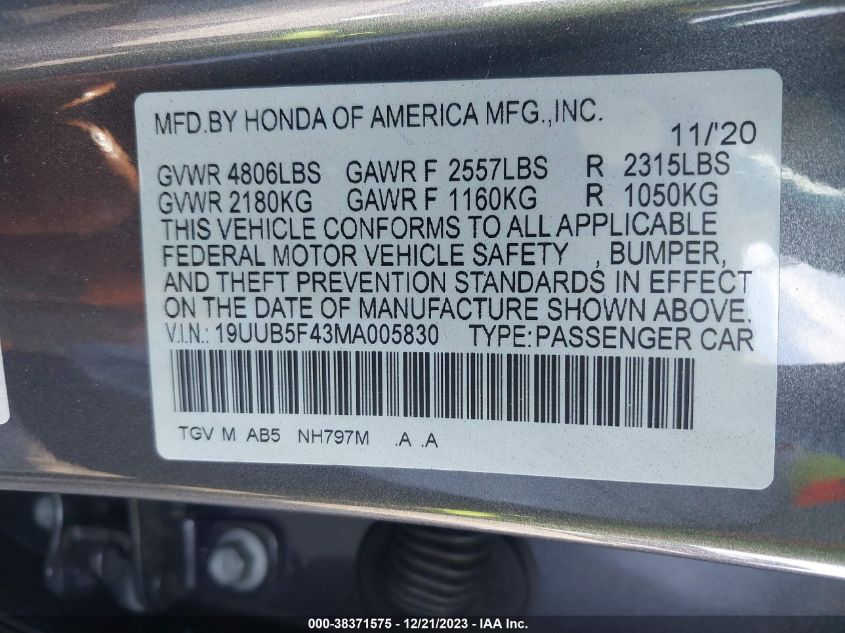 MFD.BY HONDA OF AMERICA MFG.,INC.
11/'20
GVWR 4806LBS GAWR F 2557LBS R 2315LBS
GVWR 2180KG GAWR F 1160KG R 1050KG
THIS VEHICLE CONFORMS TO ALL APPLICABLE
FEDERAL MOTOR VEHICLE SAFETY , BUMPER,
AND THEFT PREVENTION STANDARDS IN EFFECT
ON THE DATE OF MANUFACTURE SHOWN ABOVE.
V.I.N.: 19UUB5F43MA005830 TYPE:PASSENGER CAR
TGV M AB5 NH797M .A .A
000-38371575 - 12/21/2023 - IAA Inc.